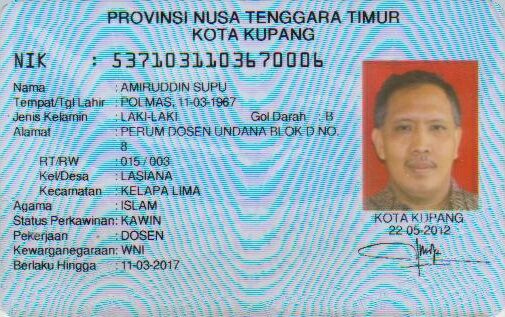 PROVINSI NUSA TENGGARA TIMUR
KOTA KUPANG
NIK : 5371031103670006
Nama : AMIRUDDIN SUPU
Tempat/Tgl Lahir : POLMAS, 11-03-1967
Jenis Kelamin : LAKI-LAKI Gol Darah : B
Alamat : PERUM DOSEN UNDANA BLOK D NO.
8
RT/RW : 015 / 003
Kel/Desa : LASIANA
Kecamatan : KELAPA LIMA
Agama : ISLAM
Status Perkawinan: KAWIN
Pekerjaan : DOSEN
Kewarganegaraan: WNI
Berlaku Hingga : 11-03-2017
KOTA KUPANG
22-05-2012